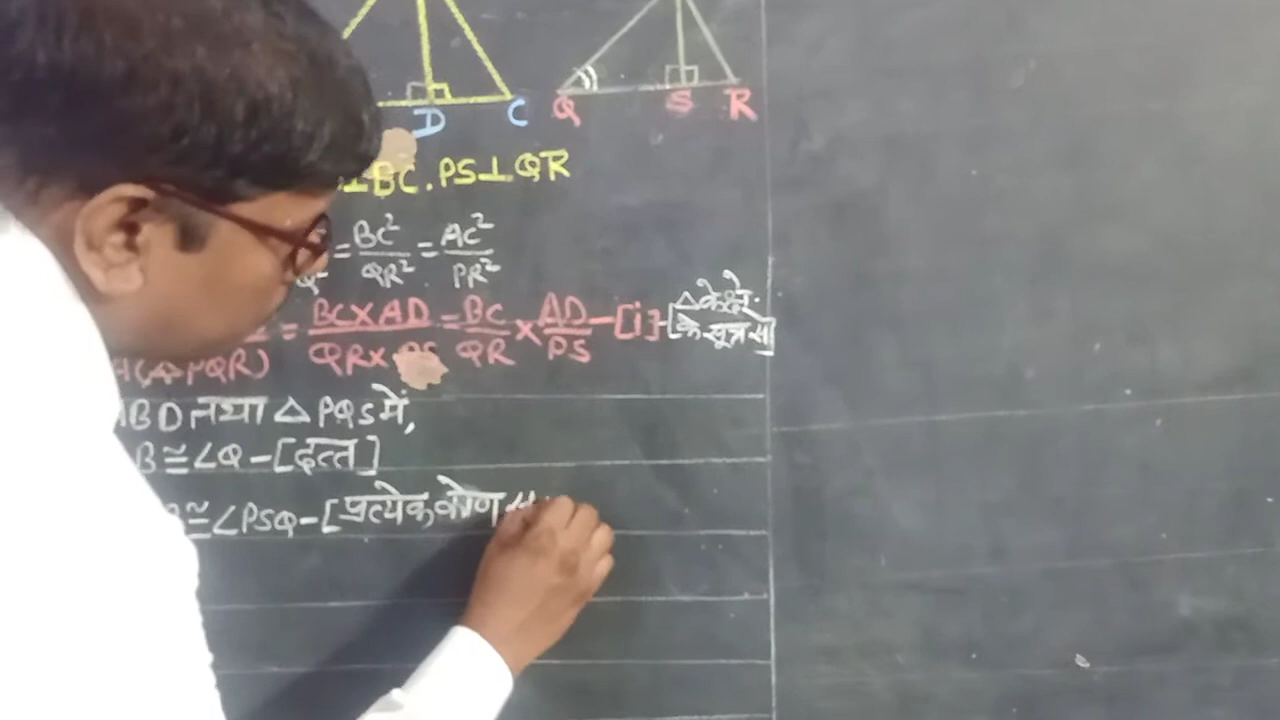 D C Q S R
⊥BC. PS⊥QR
= BC²/QR² = AC²/PR²
= BC×AD/QR×PS = BC/QR × AD/PS –[i]–[△ के क्षे. के सूत्र से]
A(△PQR)
BD तथा △PQS में,
B≅∠Q –[दत्त]
≅∠PSQ –[प्रत्येक कोण